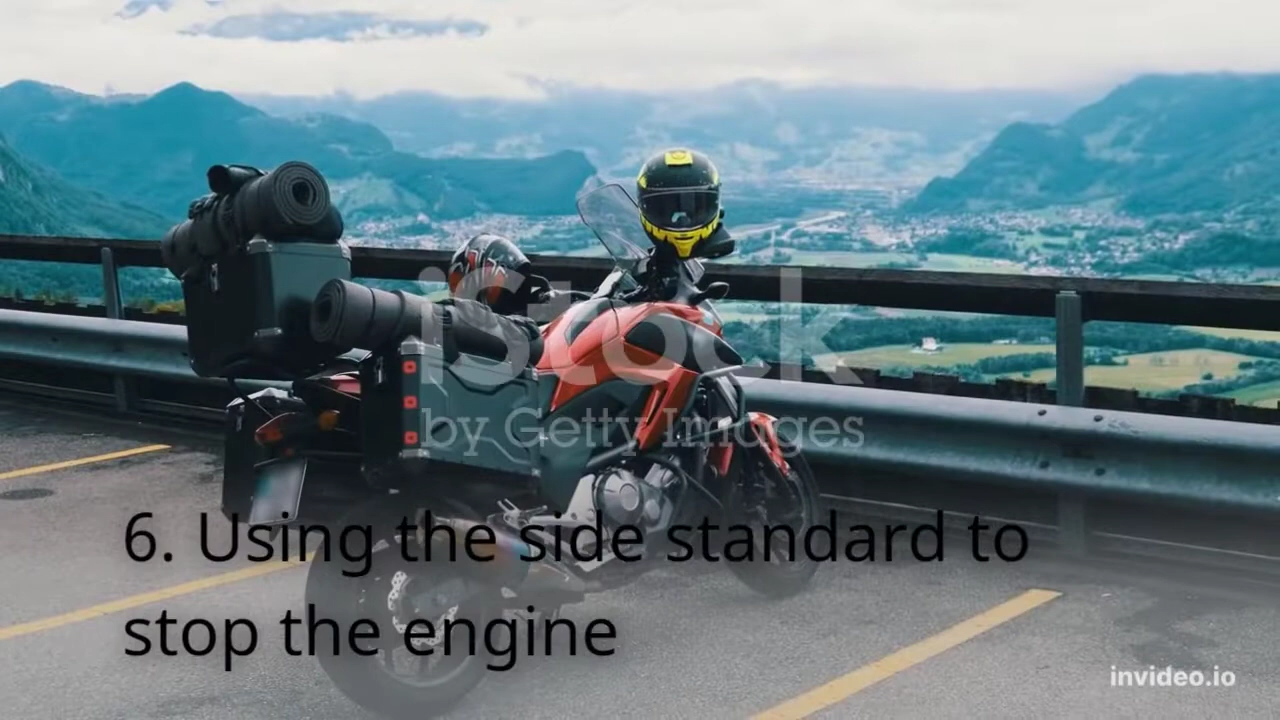 iStock
by Getty Images
6. Using the side standard to
stop the engine
invideo.io